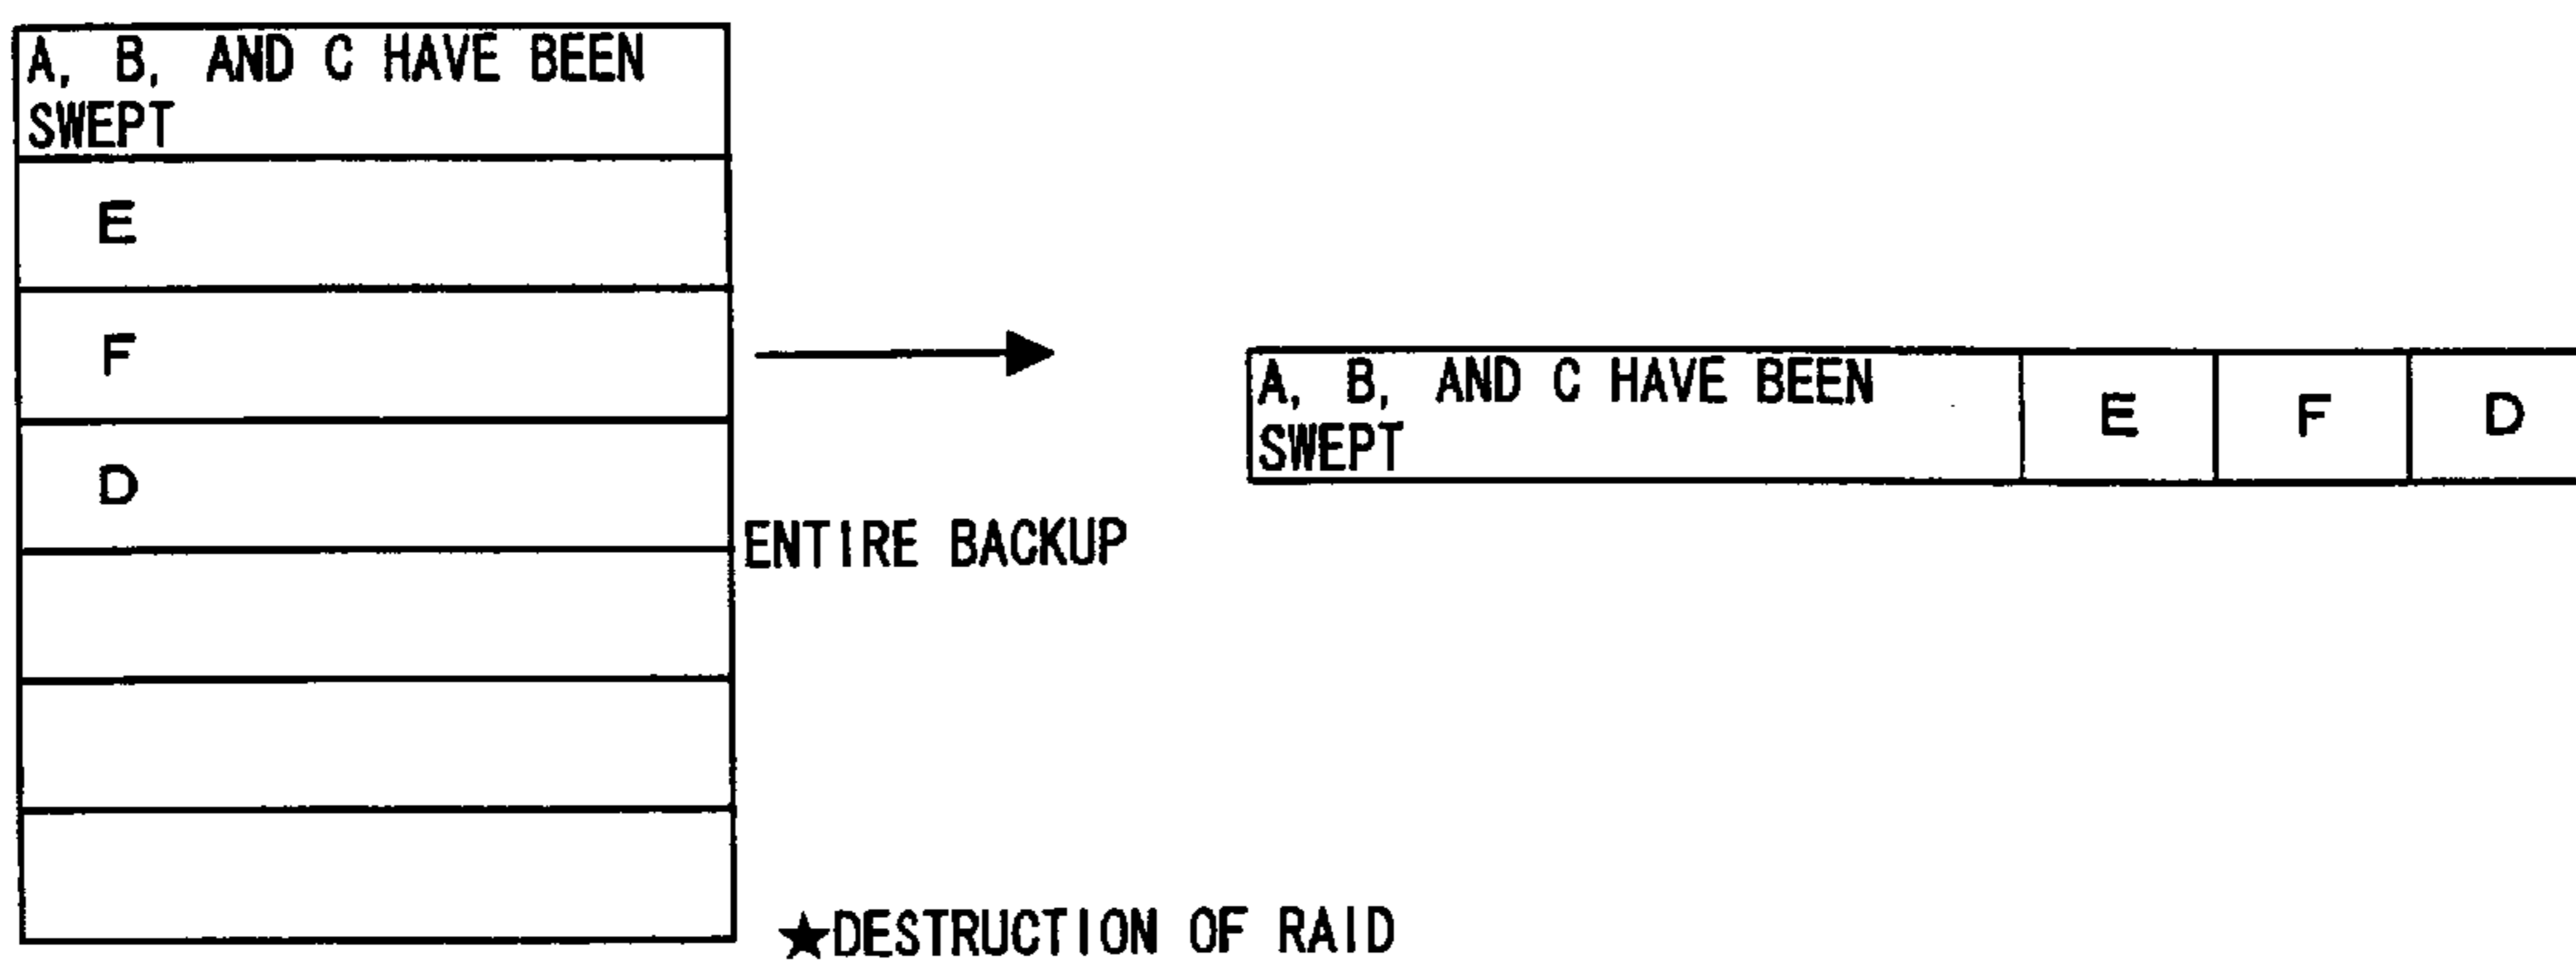 A, B, AND C HAVE BEEN
SWEPT
E
F
D
ENTIRE BACKUP
A, B, AND C HAVE BEEN
SWEPT
E
F
D
★DESTRUCTION OF RAID